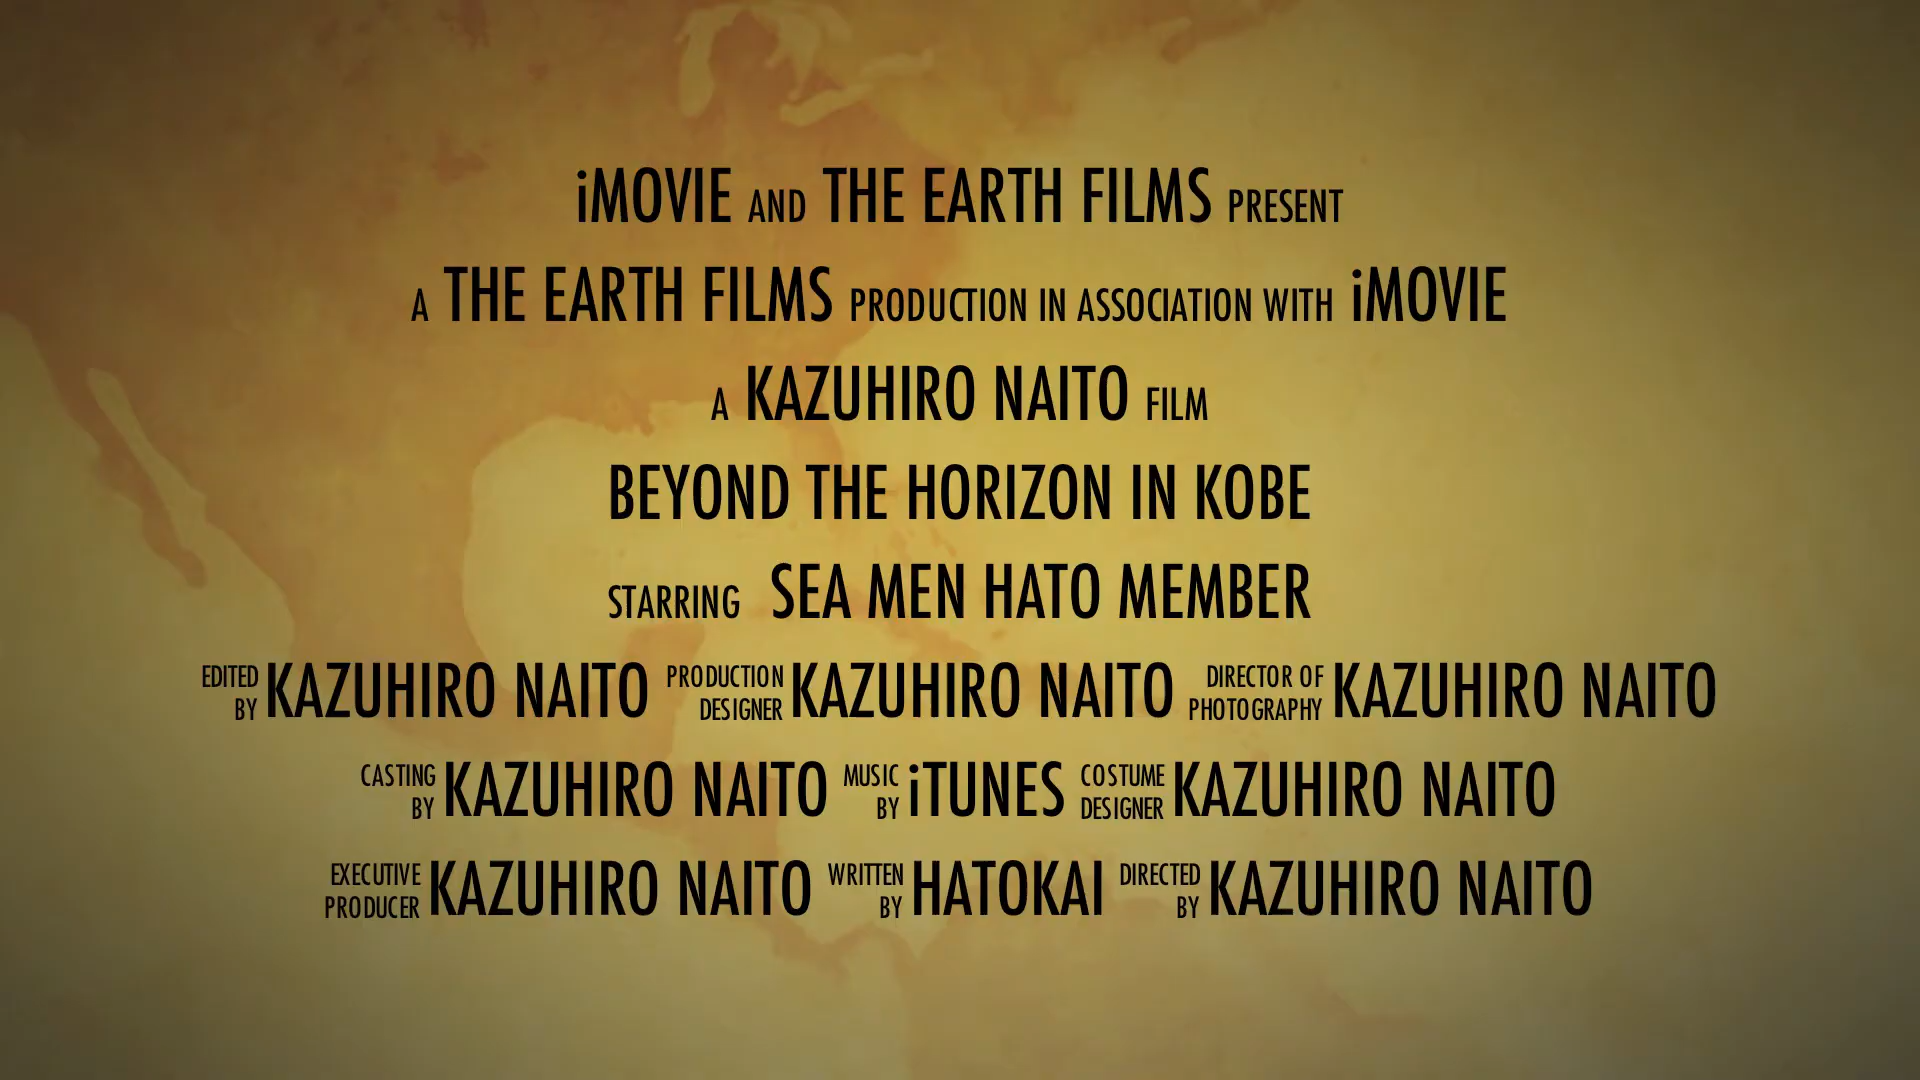 iMOVIE AND THE EARTH FILMS PRESENT
A THE EARTH FILMS PRODUCTION IN ASSOCIATION WITH iMOVIE
A KAZUHIRO NAITO FILM
BEYOND THE HORIZON IN KOBE
STARRING SEA MEN HATO MEMBER
EDITED BY KAZUHIRO NAITO PRODUCTION DESIGNER KAZUHIRO NAITO DIRECTOR OF PHOTOGRAPHY KAZUHIRO NAITO
CASTING BY KAZUHIRO NAITO MUSIC BY iTUNES COSTUME DESIGNER KAZUHIRO NAITO
EXECUTIVE PRODUCER KAZUHIRO NAITO WRITTEN BY HATOKAI DIRECTED BY KAZUHIRO NAITO